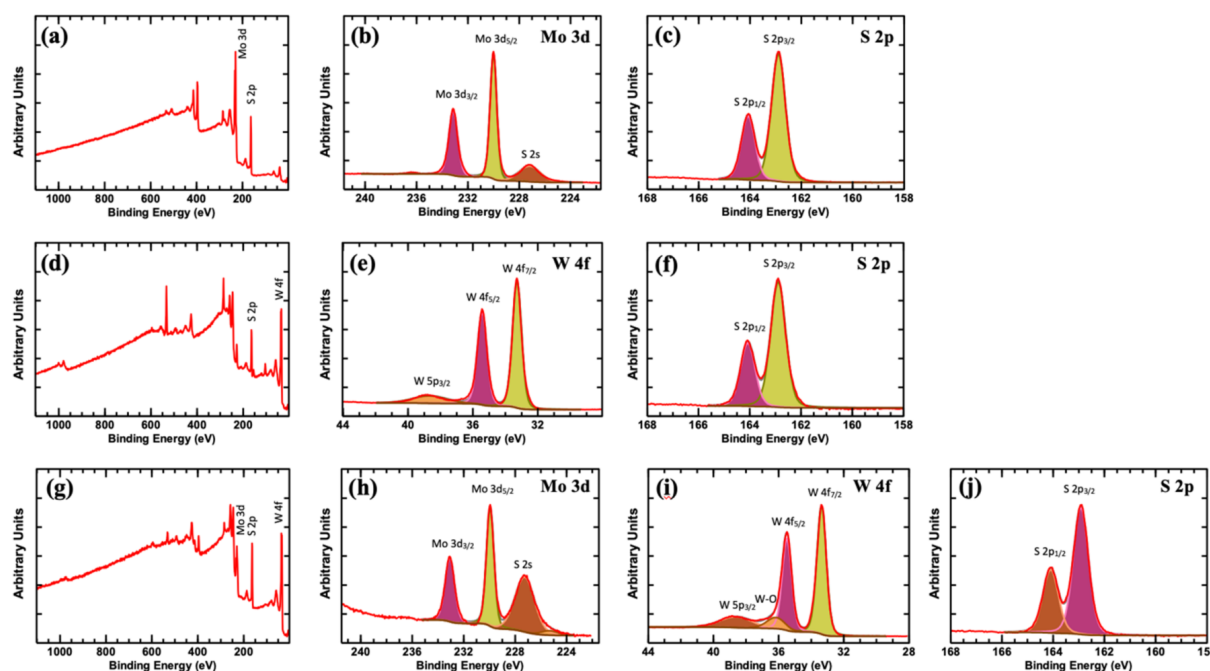 (a)
Mo 3d
S 2p
Arbitrary Units
1000 800 600 400 200
Binding Energy (eV)
(b)
Mo 3d
Mo 3d5/2
Mo 3d3/2
S 2s
Arbitrary Units
240 236 232 228 224
Binding Energy (eV)
(c)
S 2p
S 2p3/2
S 2p1/2
Arbitrary Units
168 166 164 162 160 158
Binding Energy (eV)
(d)
S 2p
W 4f
Arbitrary Units
1000 800 600 400 200
Binding Energy (eV)
(e)
W 4f
W 4f7/2
W 4f5/2
W 5p3/2
Arbitrary Units
44 40 36 32
Binding Energy (eV)
(f)
S 2p
S 2p3/2
S 2p1/2
Arbitrary Units
168 166 164 162 160 158
Binding Energy (eV)
(g)
Mo 3d
S 2p
W 4f
Arbitrary Units
1000 800 600 400 200
Binding Energy (eV)
(h)
Mo 3d
Mo 3d5/2
Mo 3d3/2
S 2s
Arbitrary Units
240 236 232 228 224
Binding Energy (eV)
(i)
W 4f
W 4f7/2
W 4f5/2
W-O
W 5p3/2
Arbitrary Units
44 40 36 32 28
Binding Energy (eV)
(j)
S 2p
S 2p3/2
S 2p1/2
Arbitrary Units
168 166 164 162 160 15
Binding Energy (eV)